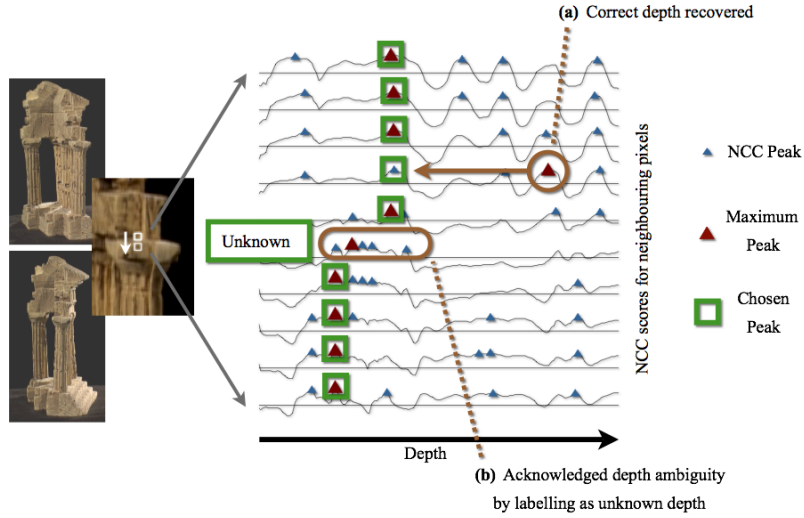 (a) Correct depth recovered
NCC scores for neighbouring pixels
NCC Peak
Maximum
Peak
Chosen
Peak
Unknown
Depth
(b) Acknowledged depth ambiguity
by labelling as unknown depth